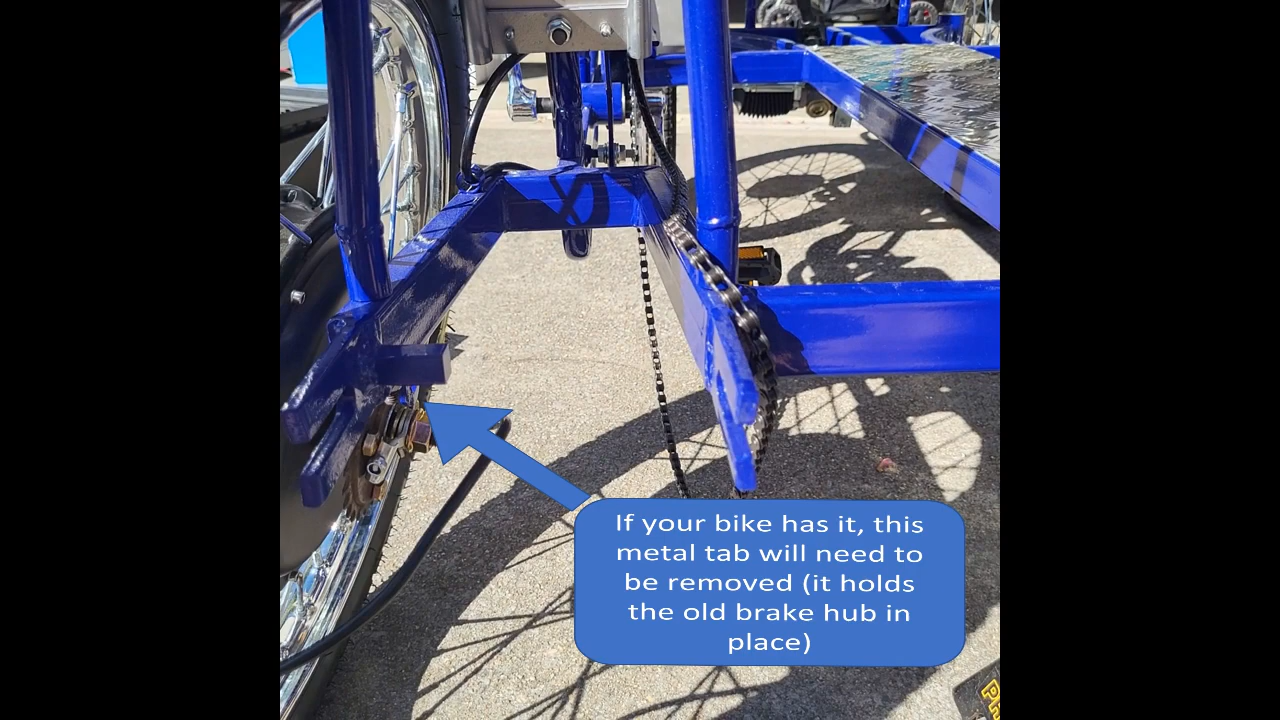 If your bike has it, this
metal tab will need to
be removed (it holds
the old brake hub in
place)